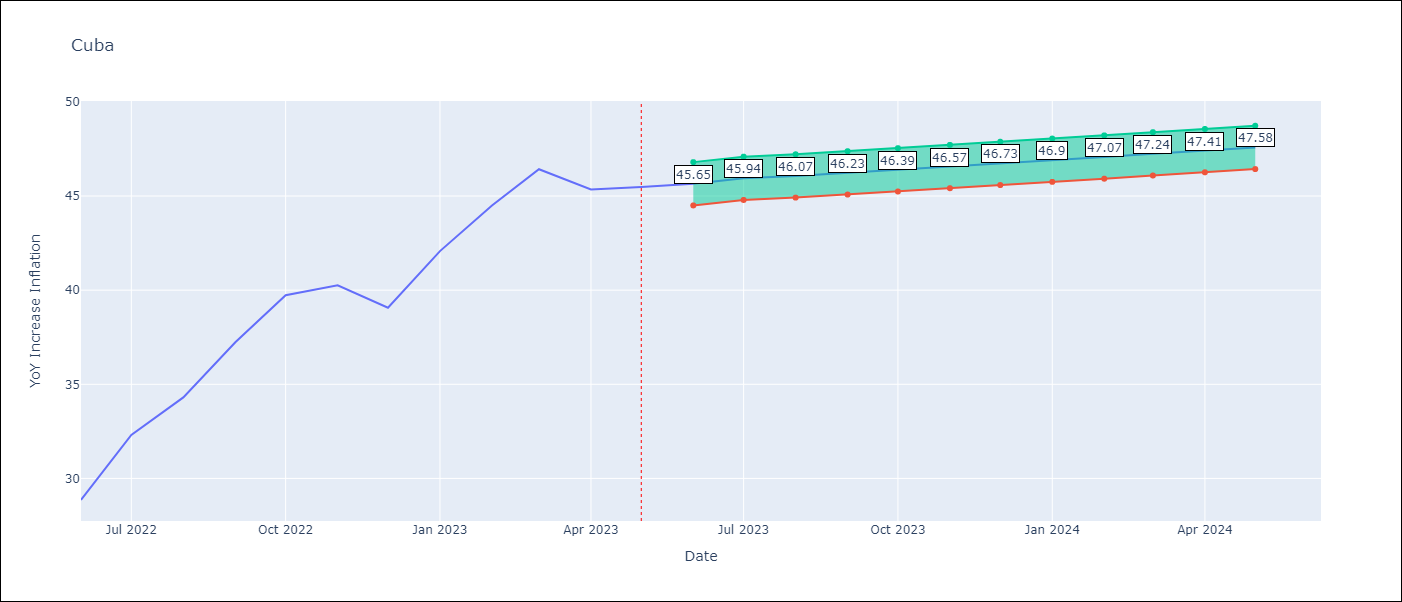 Cuba
50
45
40
35
30
YoY Increase Inflation
45.65
45.94
46.07
46.23
46.39
46.57
46.73
46.9
47.07
47.24
47.41
47.58
Jul 2022
Oct 2022
Jan 2023
Apr 2023
Jul 2023
Oct 2023
Jan 2024
Apr 2024
Date